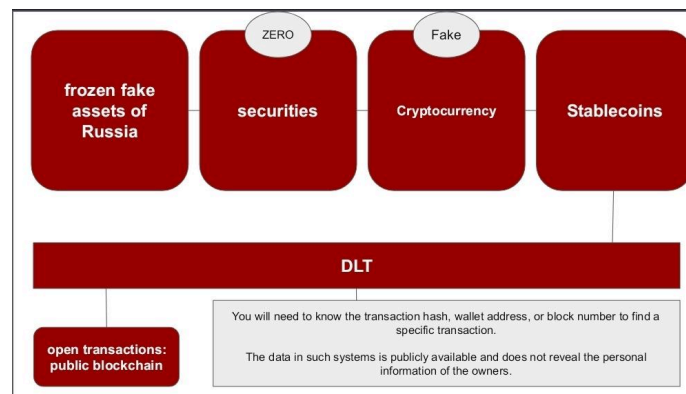 ZERO
Fake
frozen fake
assets of
Russia
securities
Cryptocurrency
Stablecoins
DLT
You will need to know the transaction hash, wallet address, or block number to find a
specific transaction.
The data in such systems is publicly available and does not reveal the personal
information of the owners.
open transactions:
public blockchain